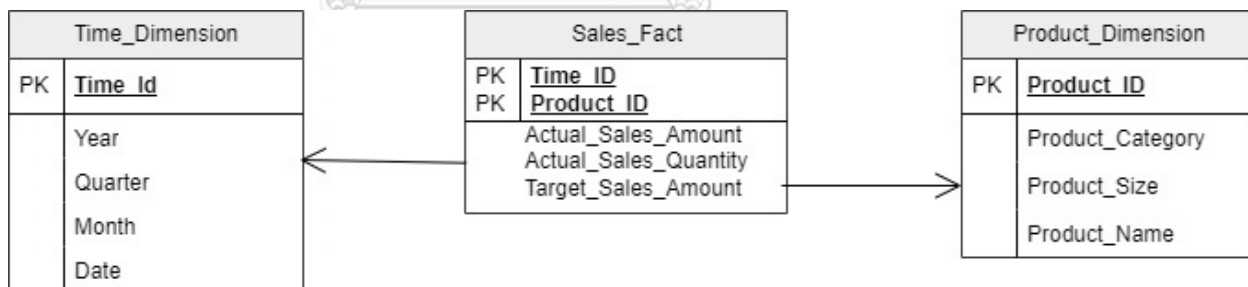 Time_Dimension
PK Time_Id
Year
Quarter
Month
Date
Sales_Fact
PK Time_ID
PK Product_ID
Actual_Sales_Amount
Actual_Sales_Quantity
Target_Sales_Amount
Product_Dimension
PK Product_ID
Product_Category
Product_Size
Product_Name